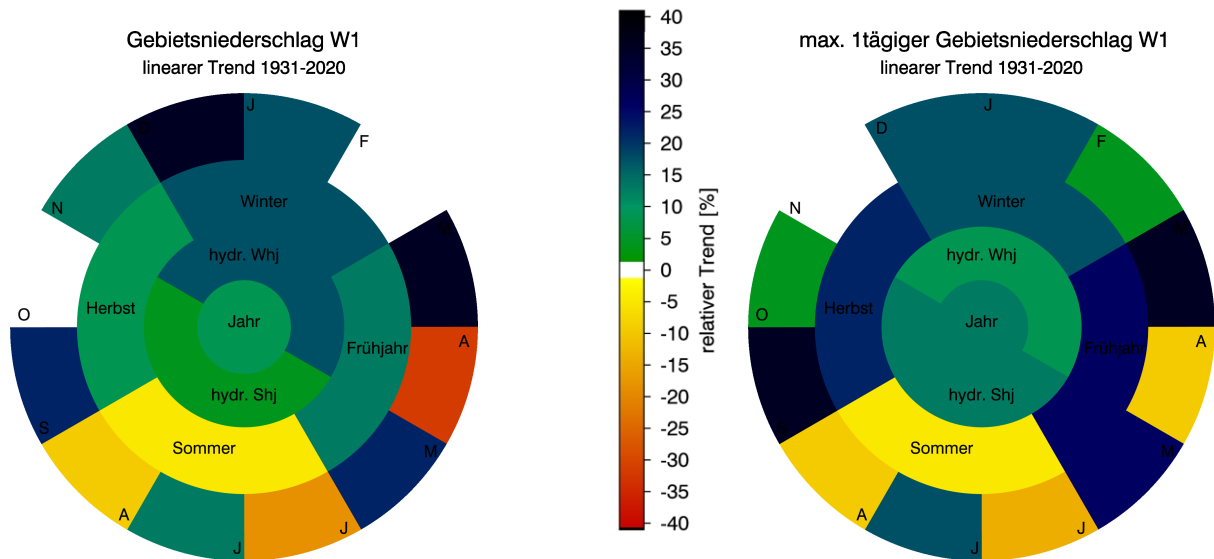 Gebietsniederschlag W1
linearer Trend 1931-2020
J
D
F
N
M
Winter
hydr. Whj
O
Herbst
Jahr
Frühjahr
A
hydr. Shj
S
Sommer
M
A
J
J
40
35
30
25
20
15
10
5
0
-5
-10
-15
-20
-25
-30
-35
-40
relativer Trend [%]
max. 1tägiger Gebietsniederschlag W1
linearer Trend 1931-2020
J
D
F
N
M
Winter
hydr. Whj
O
Herbst
Jahr
Frühjahr
A
hydr. Shj
S
Sommer
M
A
J
J